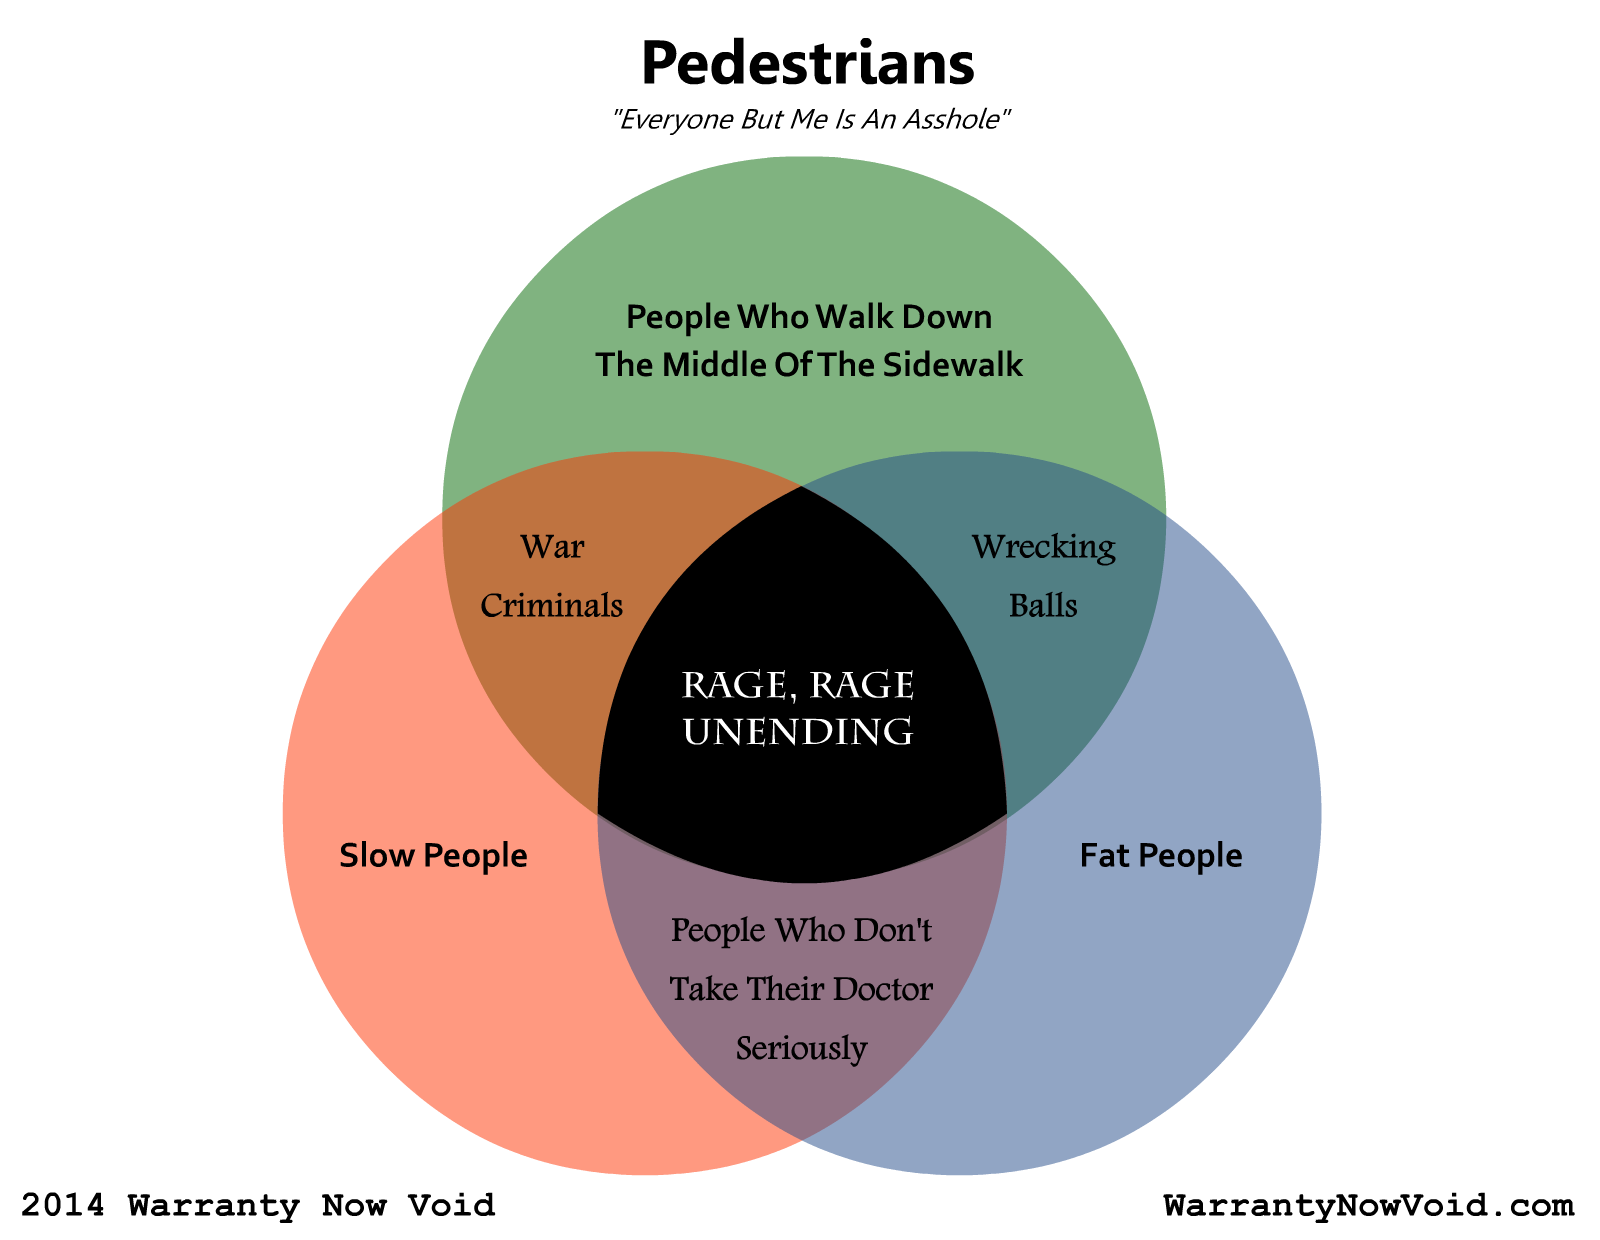 Pedestrians
"Everyone But Me Is An Asshole"
People Who Walk Down
The Middle Of The Sidewalk
War
Criminals
Wrecking
Balls
RAGE, RAGE
UNENDING
Slow People
Fat People
People Who Don't
Take Their Doctor
Seriously
2014 Warranty Now Void
WarrantyNowVoid.com